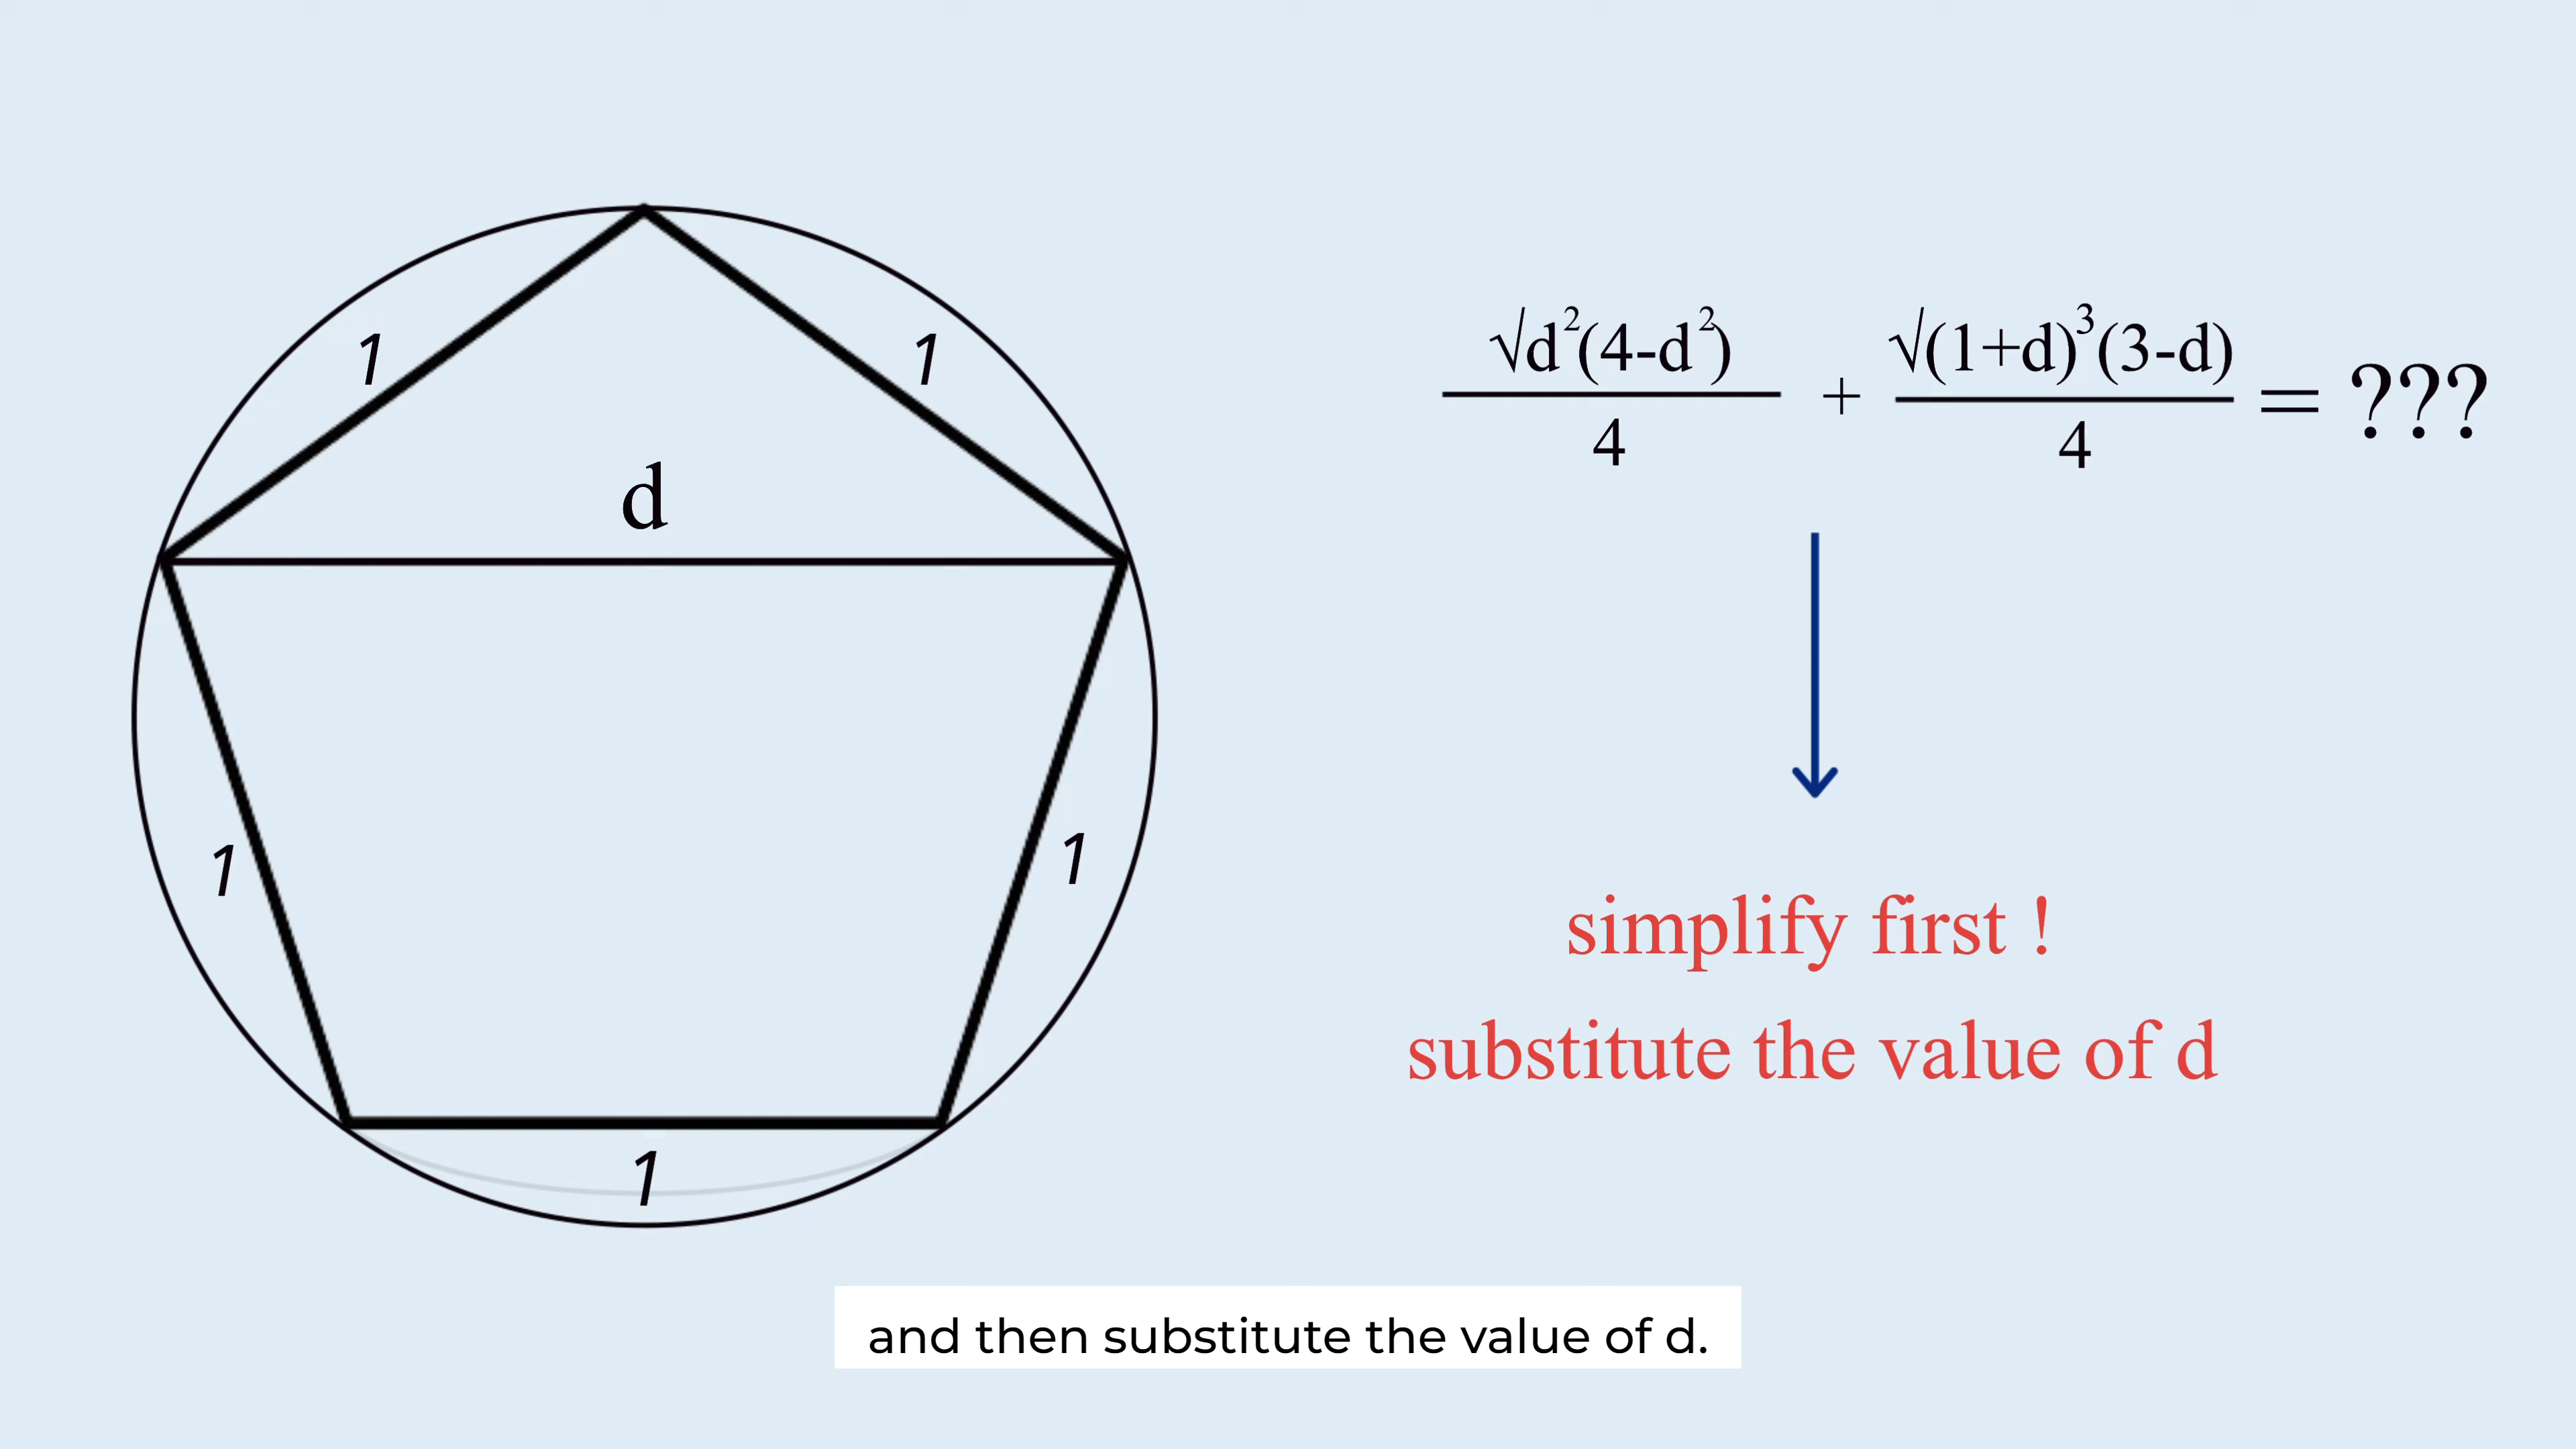 1
1
d
1
1
1
√d²(4-d²)
4
+
√(1+d)³(3-d)
4
= ???
simplify first !
substitute the value of d
and then substitute the value of d.